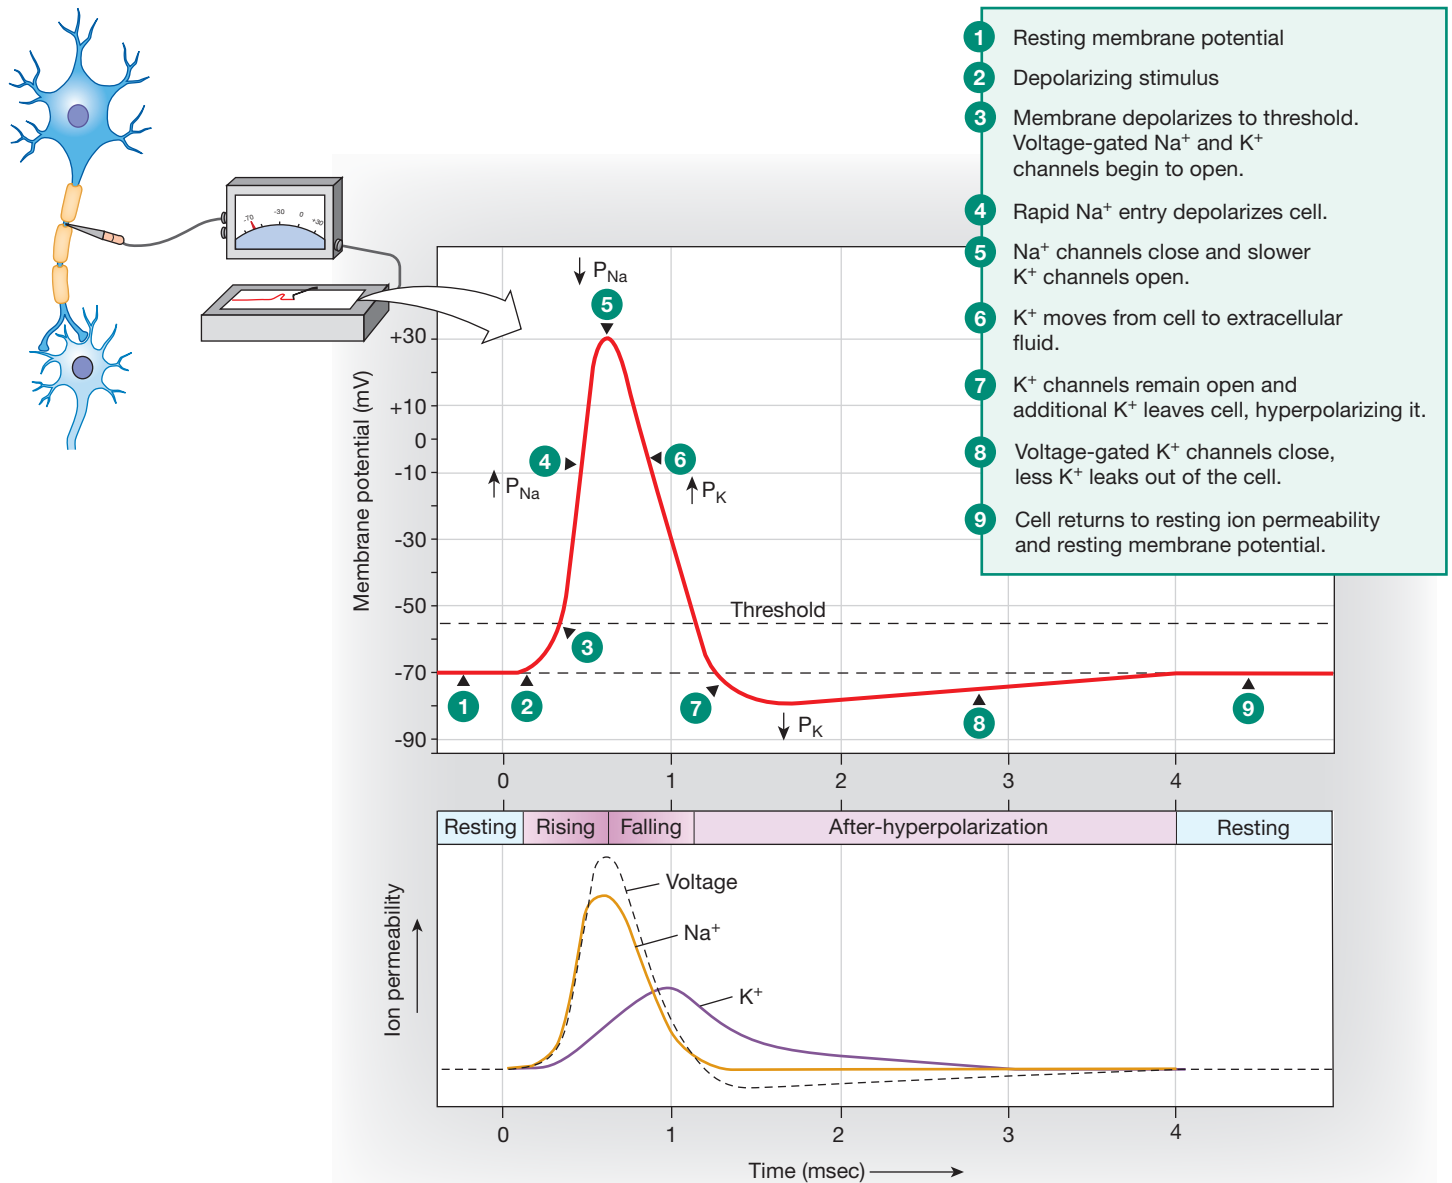 1 Resting membrane potential
2 Depolarizing stimulus
3 Membrane depolarizes to threshold.
Voltage-gated Na⁺ and K⁺
channels begin to open.
4 Rapid Na⁺ entry depolarizes cell.
5 Na⁺ channels close and slower
K⁺ channels open.
6 K⁺ moves from cell to extracellular
fluid.
7 K⁺ channels remain open and
additional K⁺ leaves cell, hyperpolarizing it.
8 Voltage-gated K⁺ channels close,
less K⁺ leaks out of the cell.
9 Cell returns to resting ion permeability
and resting membrane potential.
-70 -30 0 +30
Membrane potential (mV)
+30
+10
0
-10
-30
-50
-70
-90
↓ P_Na
5
4
↑ P_Na
6
↑ P_K
Threshold
3
1
2
7
↓ P_K
8
9
0 1 2 3 4
Resting Rising Falling After-hyperpolarization Resting
Ion permeability
Voltage
Na⁺
K⁺
0 1 2 3 4
Time (msec)